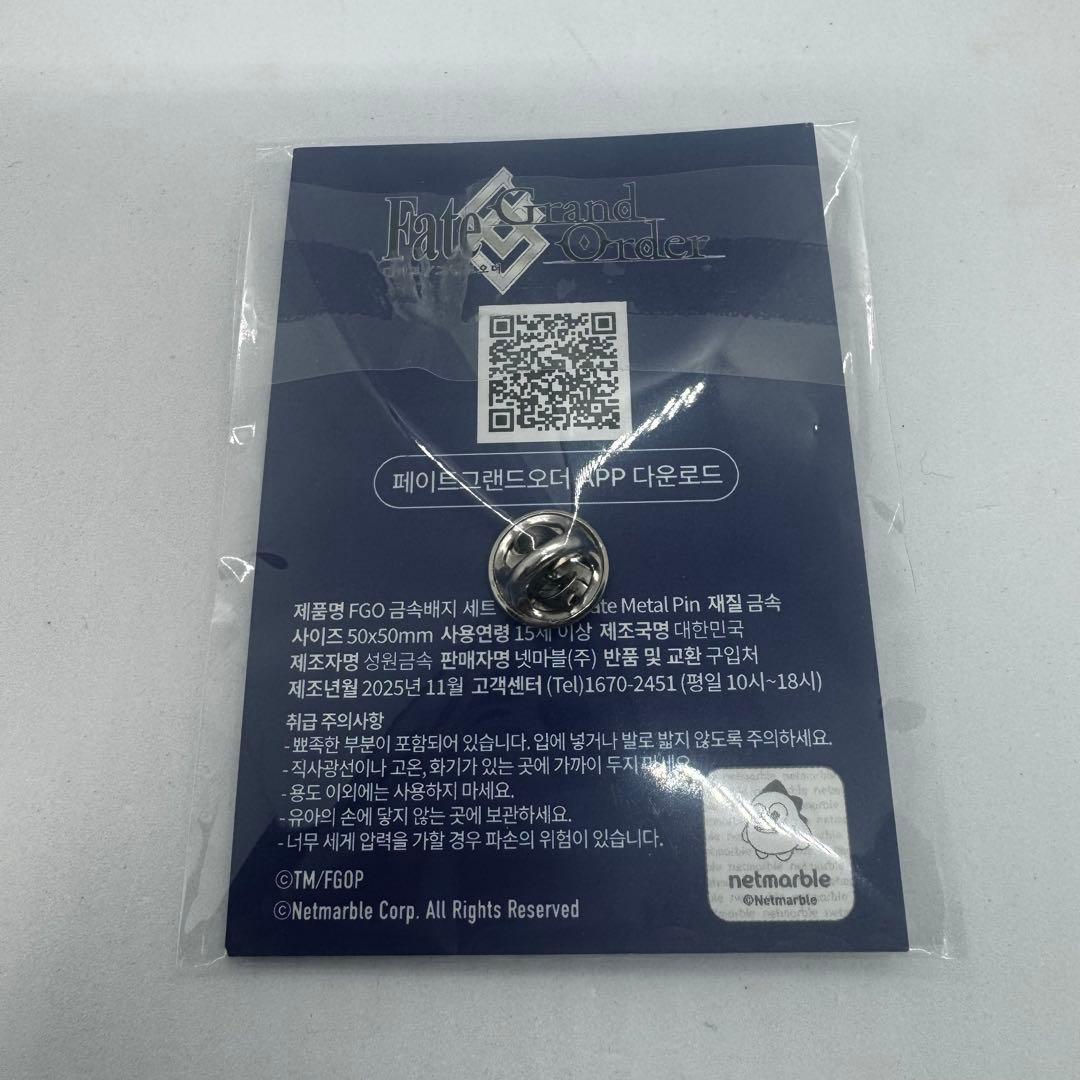 Fate
Grand
Order
페이트그랜드오더 APP 다운로드
제품명 FGO 금속배지 세트 Metal Pin 재질 금속
사이즈 50x50mm 사용연령 15세 이상 제조국명 대한민국
제조자명 성원금속 판매자명 넷마블(주) 반품 및 교환 구입처
제조년월 2025년 11월 고객센터 (Tel)1670-2451 (평일 10시~18시)
취급 주의사항
- 뾰족한 부분이 포함되어 있습니다. 입에 넣거나 발로 밟지 않도록 주의하세요.
- 직사광선이나 고온, 화기가 있는 곳에 가까이 두지 마세요.
- 용도 이외에는 사용하지 마세요.
- 유아의 손에 닿지 않는 곳에 보관하세요.
- 너무 세게 압력을 가할 경우 파손의 위험이 있습니다.
ⓒTM/FGOP
ⓒNetmarble Corp. All Rights Reserved
netmarble
©Netmarble